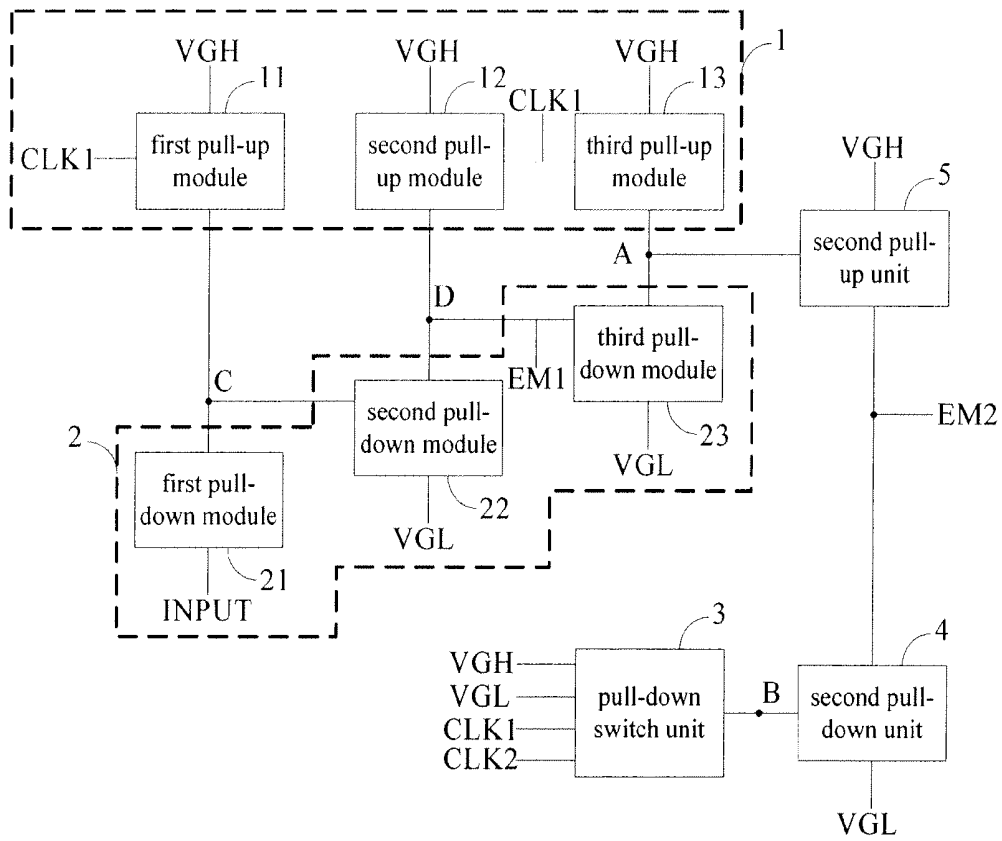 VGH
VGH
VGH
1
11
12
CLK1
13
CLK1
first pull-up
module
second pull-
up module
third pull-up
module
VGH
5
A
second pull-
up unit
D
third pull-
down module
EM1
C
second pull-
down module
EM2
2
23
VGL
first pull-
down module
22
VGL
21
INPUT
3
4
VGH
VGL
CLK1
CLK2
pull-down
switch unit
B
second pull-
down unit
VGL